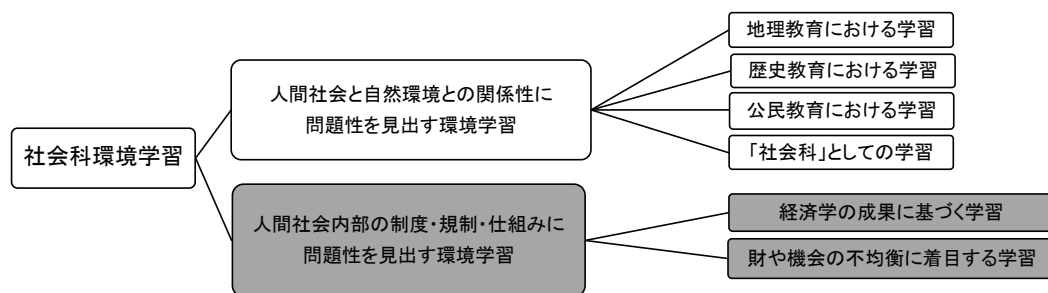 社会科環境学習
人間社会と自然環境との関係性に
問題性を見出す環境学習
地理教育における学習
歴史教育における学習
公民教育における学習
「社会科」としての学習
人間社会内部の制度・規制・仕組みに
問題性を見出す環境学習
経済学の成果に基づく学習
財や機会の不均衡に着目する学習